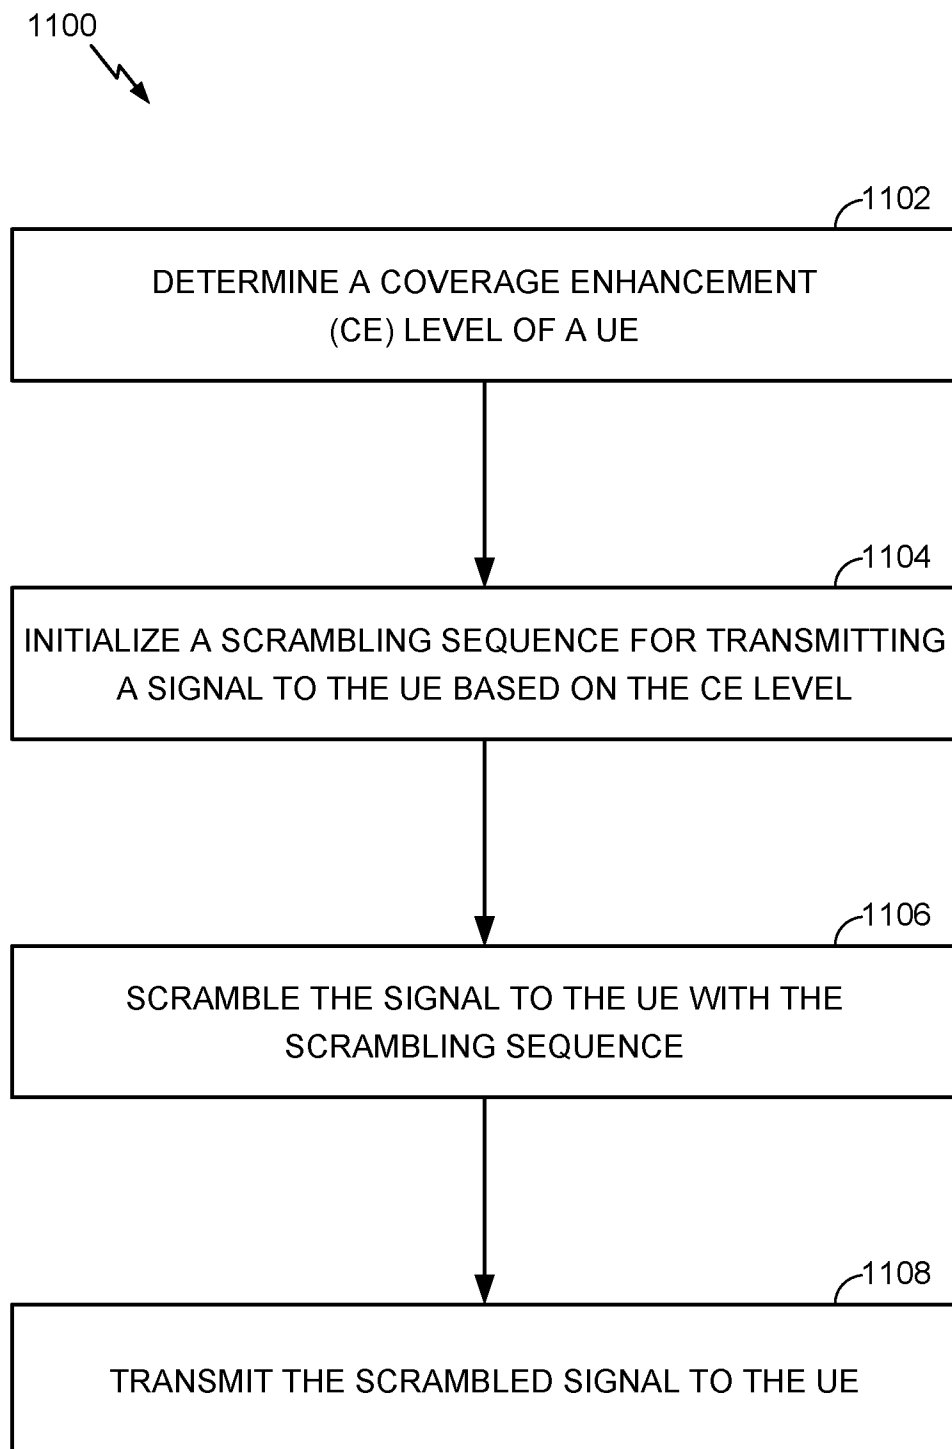 1100
1102
DETERMINE A COVERAGE ENHANCEMENT
(CE) LEVEL OF A UE
1104
INITIALIZE A SCRAMBLING SEQUENCE FOR TRANSMITTING
A SIGNAL TO THE UE BASED ON THE CE LEVEL
1106
SCRAMBLE THE SIGNAL TO THE UE WITH THE
SCRAMBLING SEQUENCE
1108
TRANSMIT THE SCRAMBLED SIGNAL TO THE UE